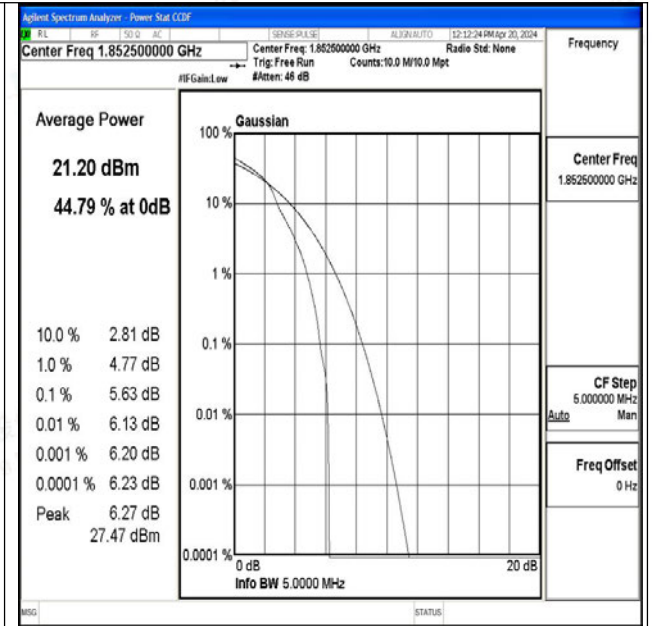 Agilent Spectrum Analyzer - Power Stat CCDF
RL RF 50 Ω AC SENSE:PULSE ALIGN AUTO 12:12:24 PM Apr 20, 2024
Center Freq 1.852500000 GHz
Center Freq: 1.852500000 GHz Radio Std: None
Trig: Free Run Counts:10.0 M/10.0 Mpt
#IFGain:Low #Atten: 46 dB
Frequency
Average Power
21.20 dBm
44.79 % at 0dB
10.0 % 2.81 dB
1.0 % 4.77 dB
0.1 % 5.63 dB
0.01 % 6.13 dB
0.001 % 6.20 dB
0.0001 % 6.23 dB
Peak 6.27 dB
27.47 dBm
Gaussian
100 %
10 %
1 %
0.1 %
0.01 %
0.001 %
0.0001 %
0 dB 20 dB
Info BW 5.0000 MHz
Center Freq
1.852500000 GHz
CF Step
5.000000 MHz
Auto Man
Freq Offset
0 Hz
MSG STATUS